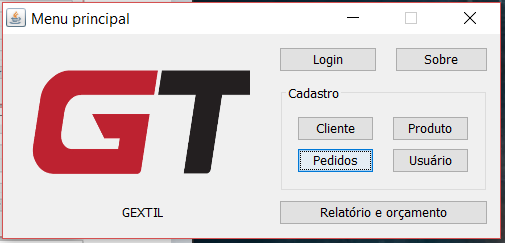 Menu principal
Login
Sobre
GT
Cadastro
Cliente
Produto
Pedidos
Usuário
GEXTIL
Relatório e orçamento